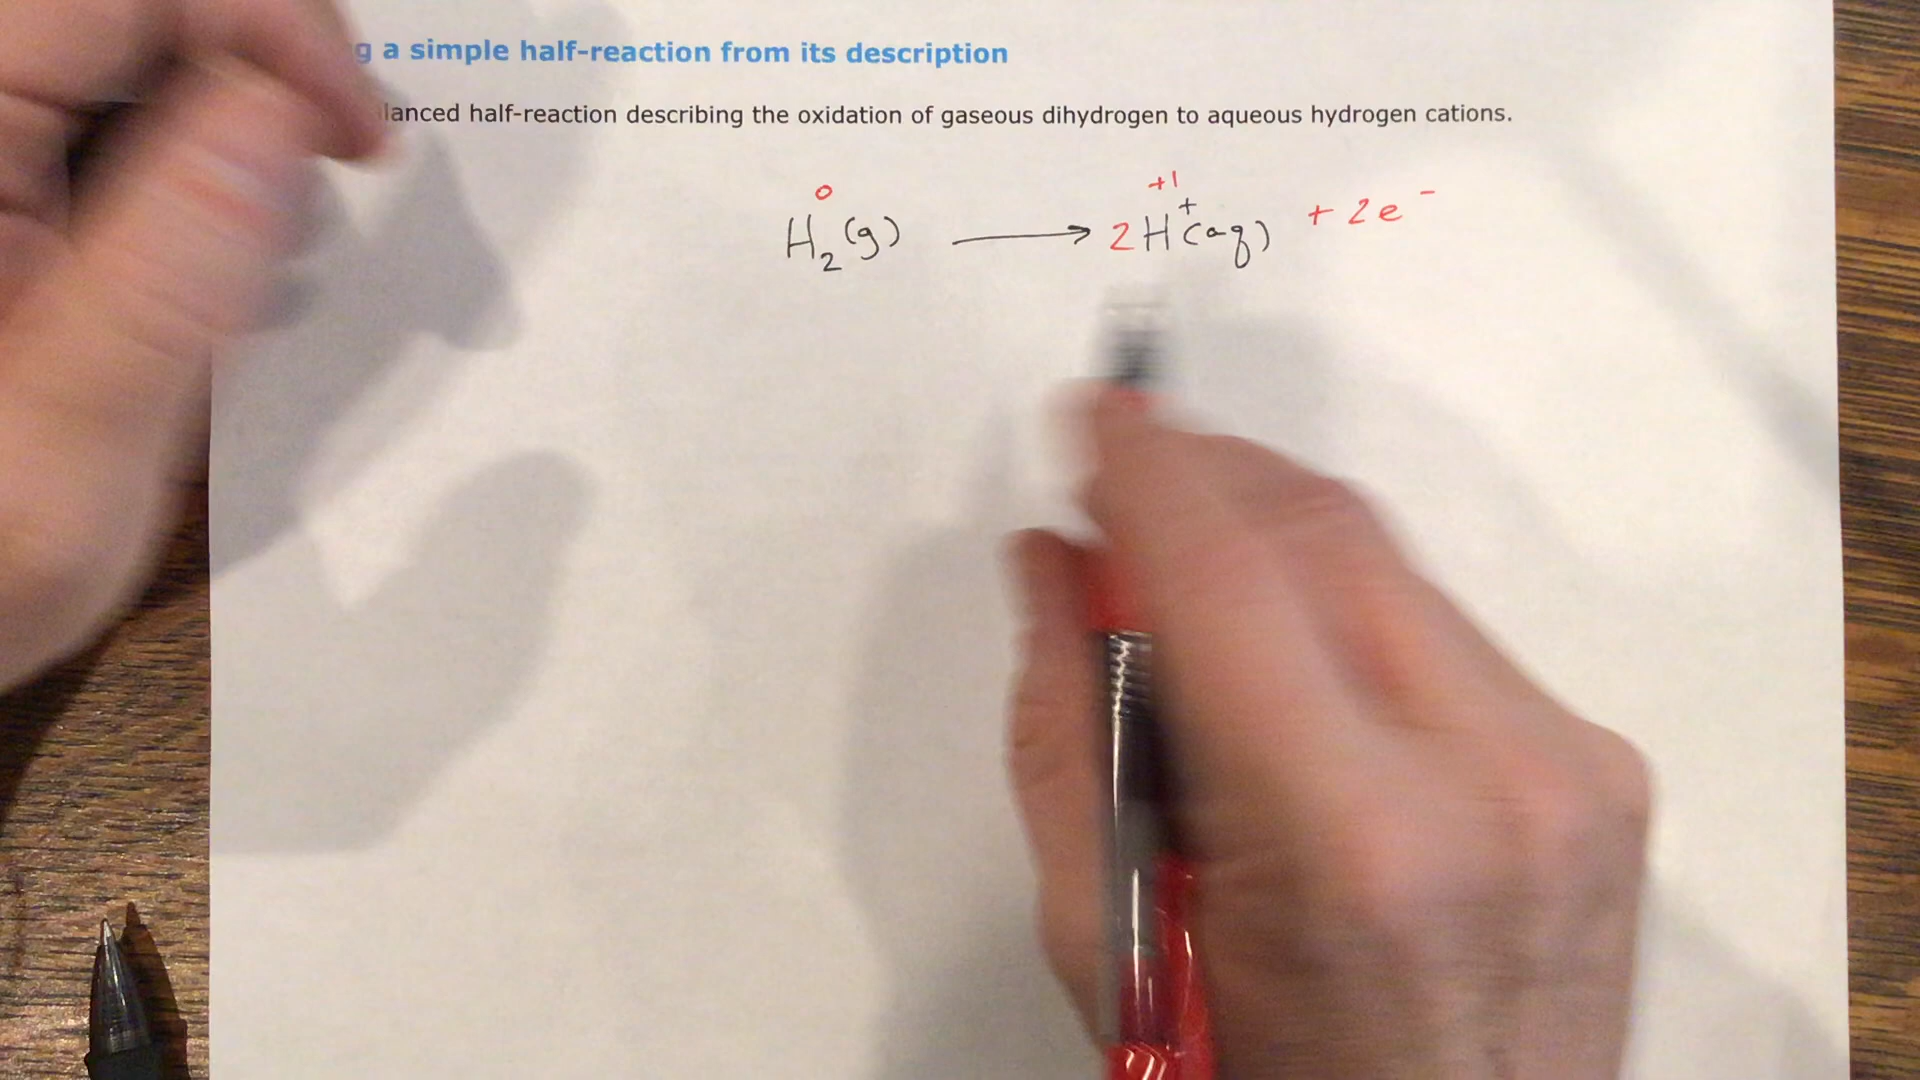 g a simple half-reaction from its description
lanced half-reaction describing the oxidation of gaseous dihydrogen to aqueous hydrogen cations.
0 +1
H₂(g) ⟶ 2H⁺(aq) + 2e⁻